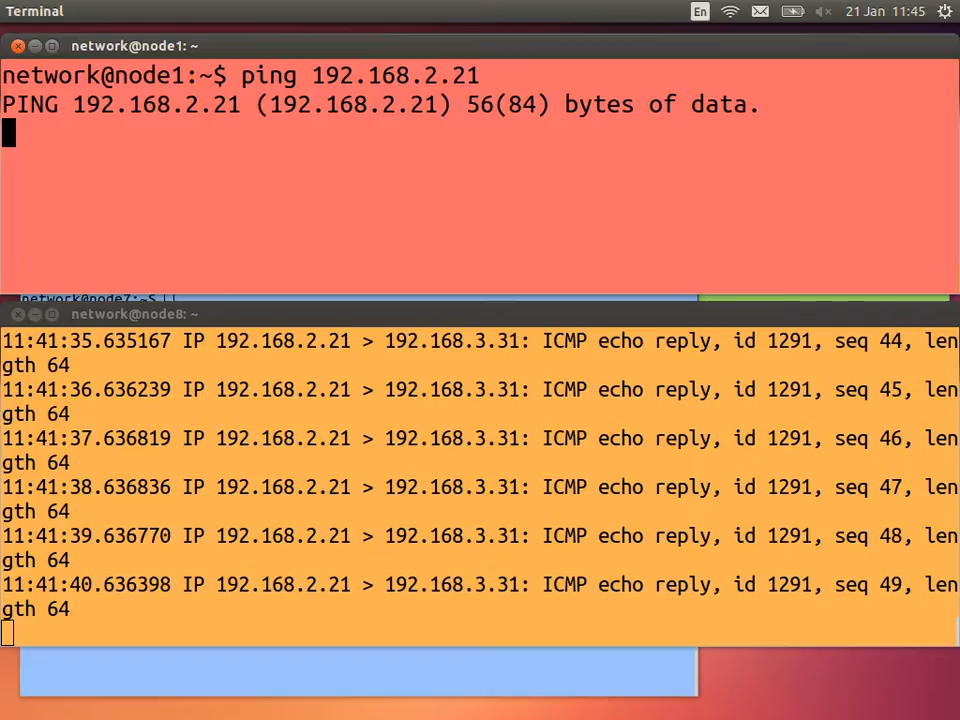 Terminal
En
21 Jan 11:45
network@node1: ~
network@node1:~$ ping 192.168.2.21
PING 192.168.2.21 (192.168.2.21) 56(84) bytes of data.
network@node7:~$
network@node8: ~
11:41:35.635167 IP 192.168.2.21 > 192.168.3.31: ICMP echo reply, id 1291, seq 44, len
gth 64
11:41:36.636239 IP 192.168.2.21 > 192.168.3.31: ICMP echo reply, id 1291, seq 45, len
gth 64
11:41:37.636819 IP 192.168.2.21 > 192.168.3.31: ICMP echo reply, id 1291, seq 46, len
gth 64
11:41:38.636836 IP 192.168.2.21 > 192.168.3.31: ICMP echo reply, id 1291, seq 47, len
gth 64
11:41:39.636770 IP 192.168.2.21 > 192.168.3.31: ICMP echo reply, id 1291, seq 48, len
gth 64
11:41:40.636398 IP 192.168.2.21 > 192.168.3.31: ICMP echo reply, id 1291, seq 49, len
gth 64